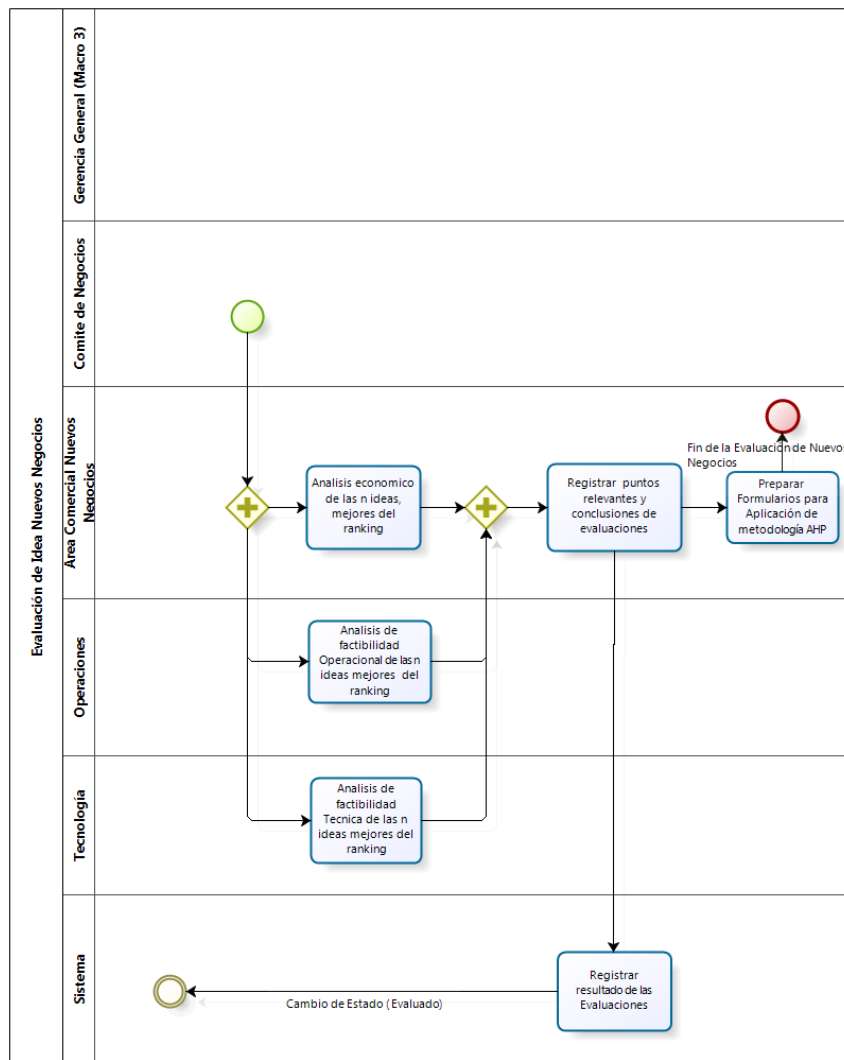 Evaluación de Idea Nuevos Negocios
Gerencia General (Macro 3)
Comite de Negocios
Area Comercial Nuevos
Negocios
Analisis economico
de las n ideas,
mejores del
ranking
Registrar puntos
relevantes y
conclusiones de
evaluaciones
Fin de la Evaluación de Nuevos
Negocios
Preparar
Formularios para
Aplicación de
metodología AHP
Operaciones
Analisis de
factibilidad
Operacional de las n
ideas mejores del
ranking
Tecnología
Analisis de
factibilidad
Tecnica de las n
ideas mejores del
ranking
Sistema
Cambio de Estado (Evaluado)
Registrar
resultado de las
Evaluaciones